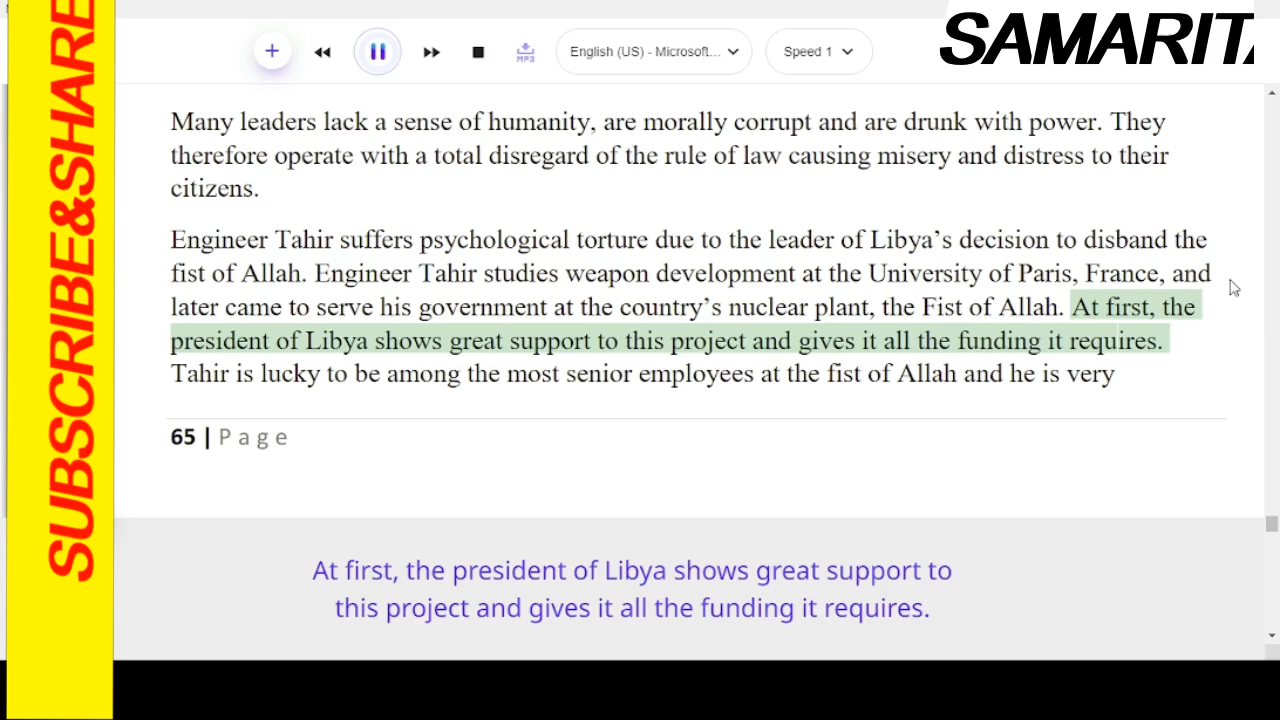 SUBSCRIBE&SHARE
English (US) - Microsoft...
Speed 1
MP3
Many leaders lack a sense of humanity, are morally corrupt and are drunk with power. They
therefore operate with a total disregard of the rule of law causing misery and distress to their
citizens.
Engineer Tahir suffers psychological torture due to the leader of Libya’s decision to disband the
fist of Allah. Engineer Tahir studies weapon development at the University of Paris, France, and
later came to serve his government at the country’s nuclear plant, the Fist of Allah. At first, the
president of Libya shows great support to this project and gives it all the funding it requires.
Tahir is lucky to be among the most senior employees at the fist of Allah and he is very
65 | P a g e
At first, the president of Libya shows great support to
this project and gives it all the funding it requires.